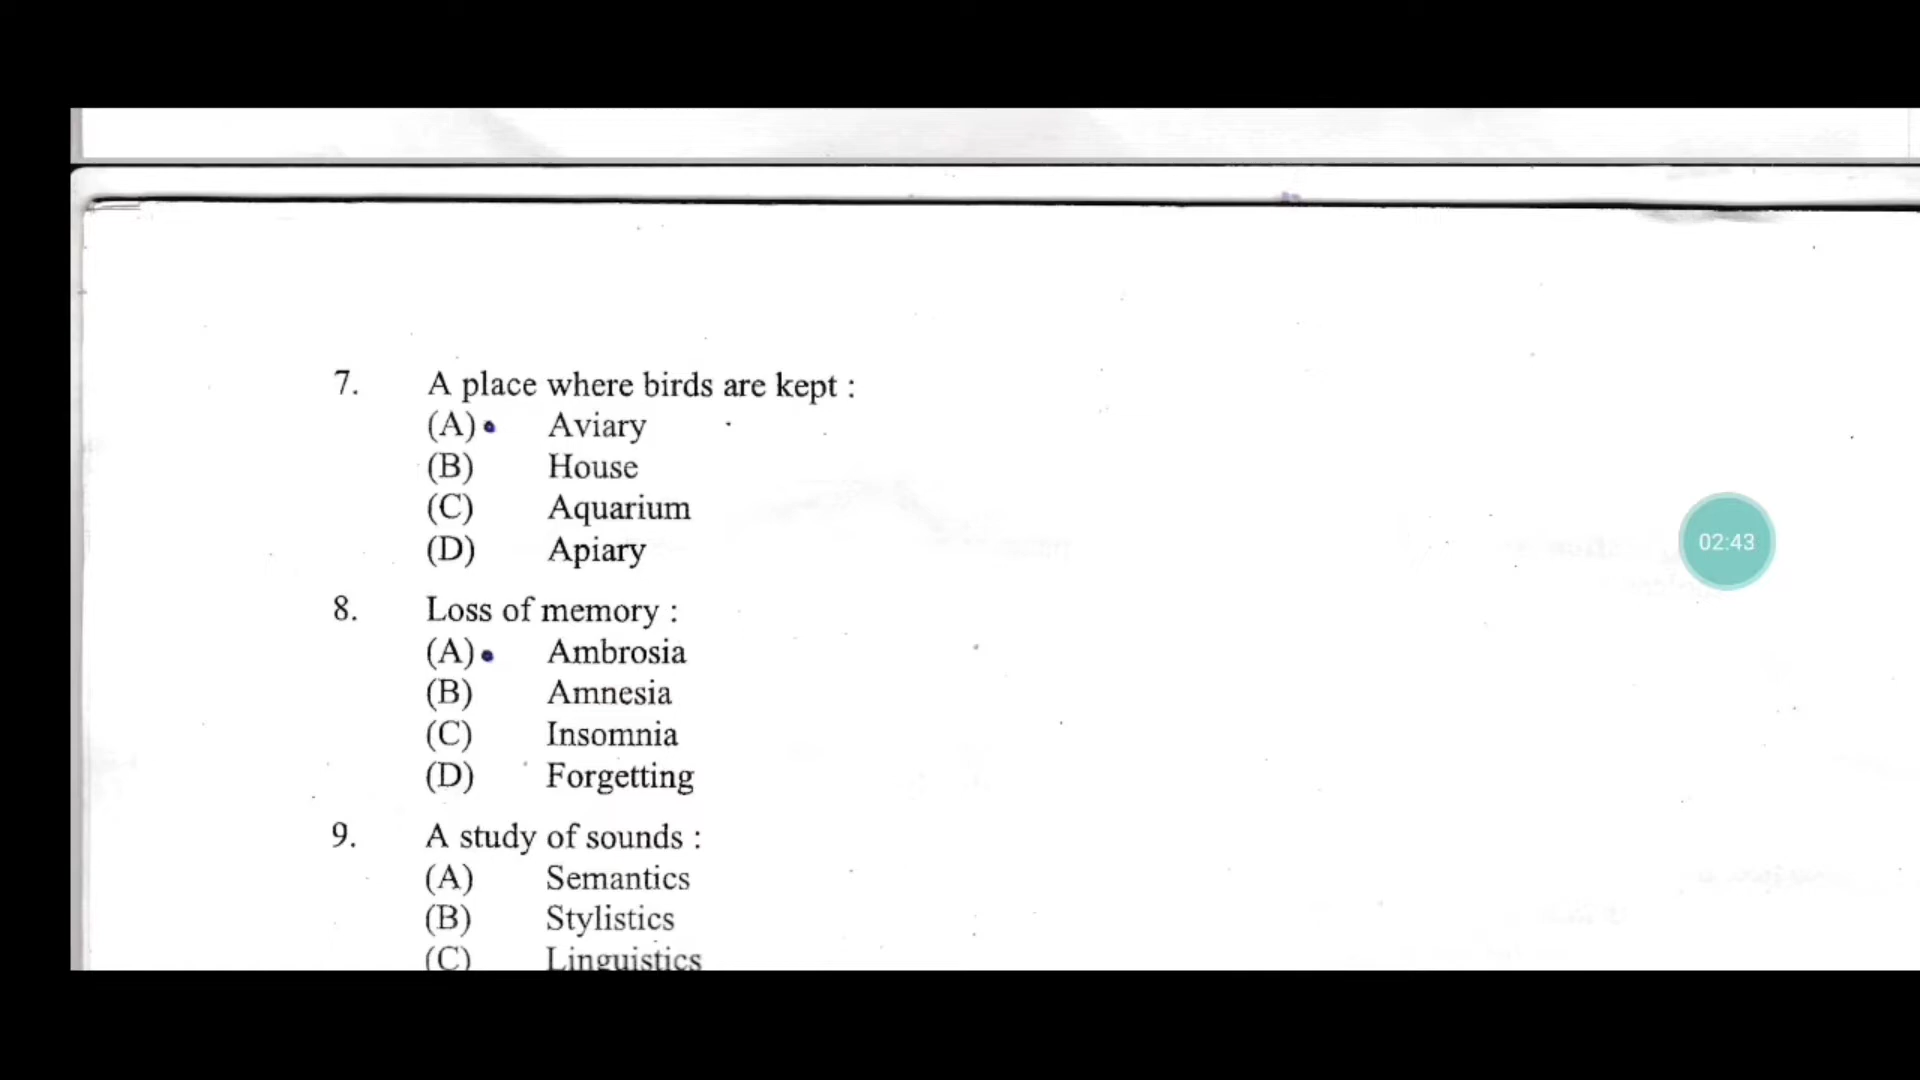 7. A place where birds are kept :
(A) Aviary
(B) House
(C) Aquarium
(D) Apiary
8. Loss of memory :
(A) Ambrosia
(B) Amnesia
(C) Insomnia
(D) Forgetting
9. A study of sounds :
(A) Semantics
(B) Stylistics
(C) Linguistics
02:43